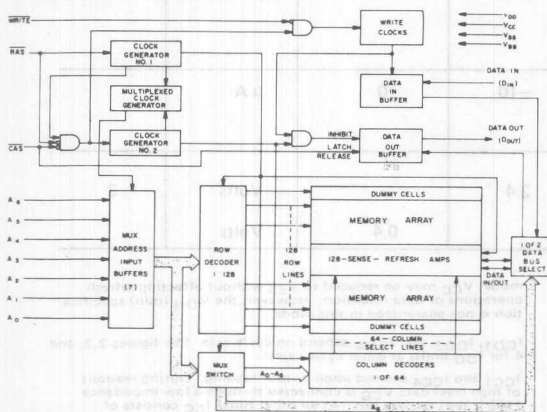 WRITE
RAS
CAS
CLOCK
GENERATOR
NO. 1
MULTIPLEXED
CLOCK
GENERATOR
CLOCK
GENERATOR
NO. 2
WRITE
CLOCKS
VDD
VCC
VSS
VBB
DATA
IN
BUFFER
DATA IN
(DIN)
INHIBIT
LATCH
RELEASE
DATA
OUT
BUFFER
DATA OUT
(DOUT)
A6
A5
A4
A3
A2
A1
A0
MUX
ADDRESS
INPUT
BUFFERS
(7)
ROW
DECODER
1 128
128
ROW
LINES
DUMMY CELLS
MEMORY ARRAY
128-SENSE-REFRESH AMPS
MEMORY ARRAY
DUMMY CELLS
64-COLUMN
SELECT LINES
COLUMN DECODERS
1 OF 64
1 OF 2
DATA
BUS
SELECT
DATA
IN/OUT
MUX
SWITCH
A0-A5
A6